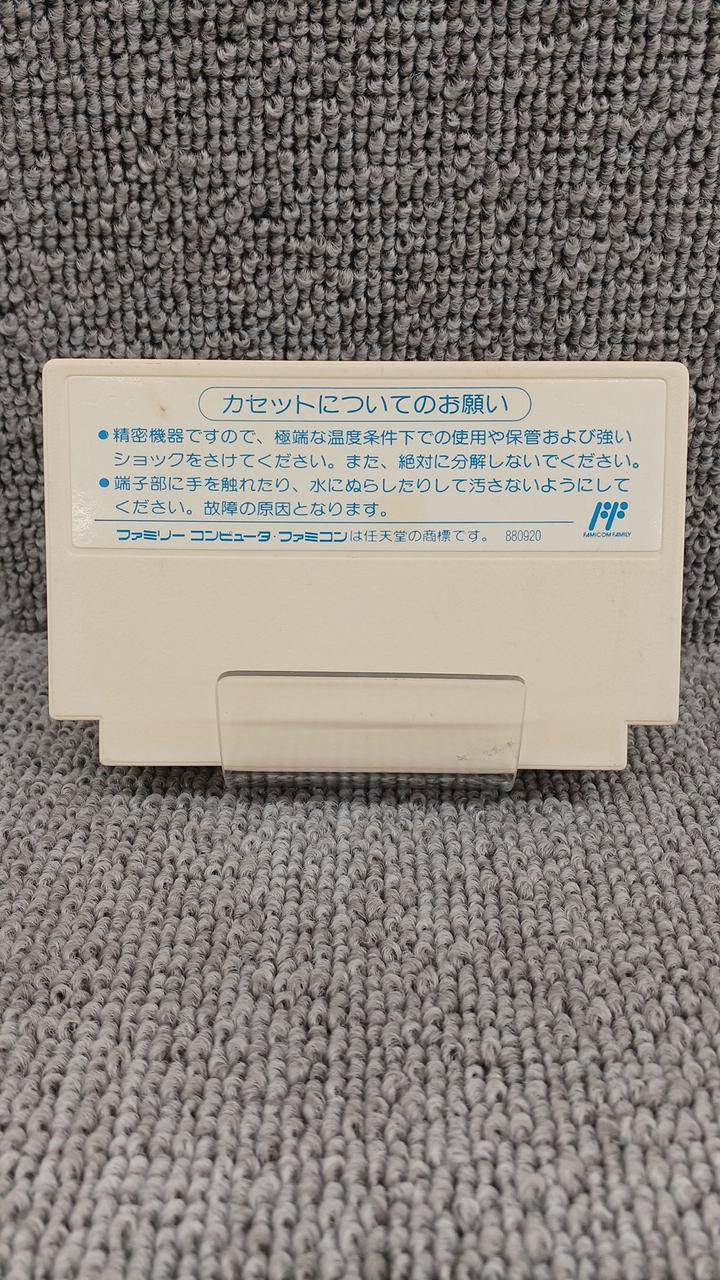 カセットについてのお願い
●精密機器ですので、極端な温度条件下での使用や保管および強い
ショックをさけてください。また、絶対に分解しないでください。
●端子部に手を触れたり、水にぬらしたりして汚さないようにして
ください。故障の原因となります。
FAMICOM FAMILY
ファミリー コンピュータ・ファミコンは任天堂の商標です。 880920